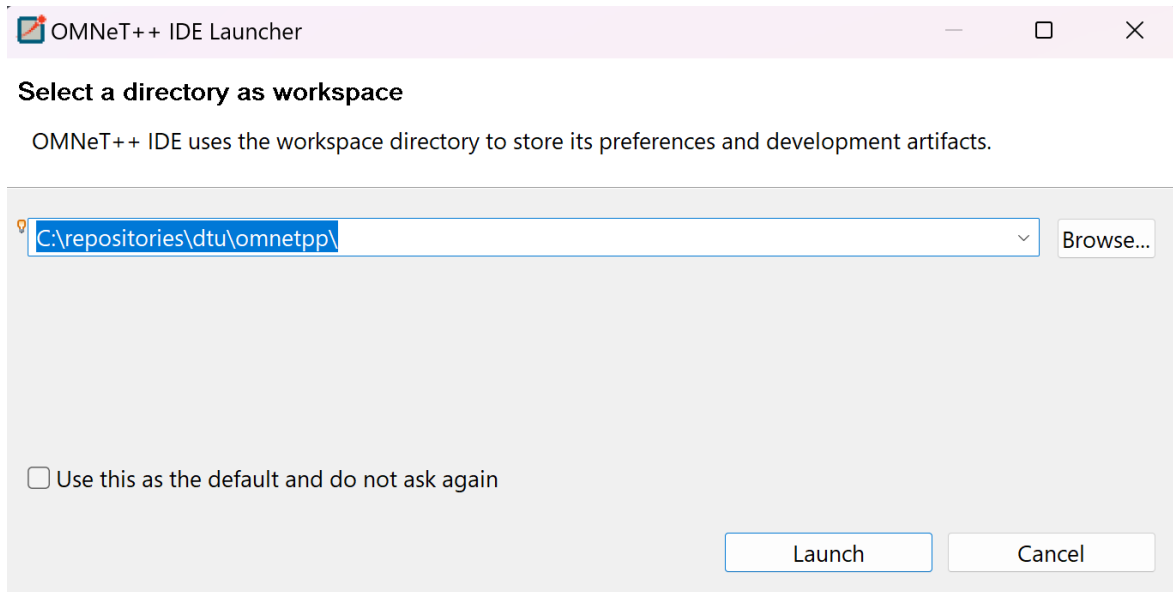 OMNeT++ IDE Launcher
Select a directory as workspace
OMNeT++ IDE uses the workspace directory to store its preferences and development artifacts.
C:\repositories\dtu\omnetpp\
Browse...
Use this as the default and do not ask again
Launch
Cancel